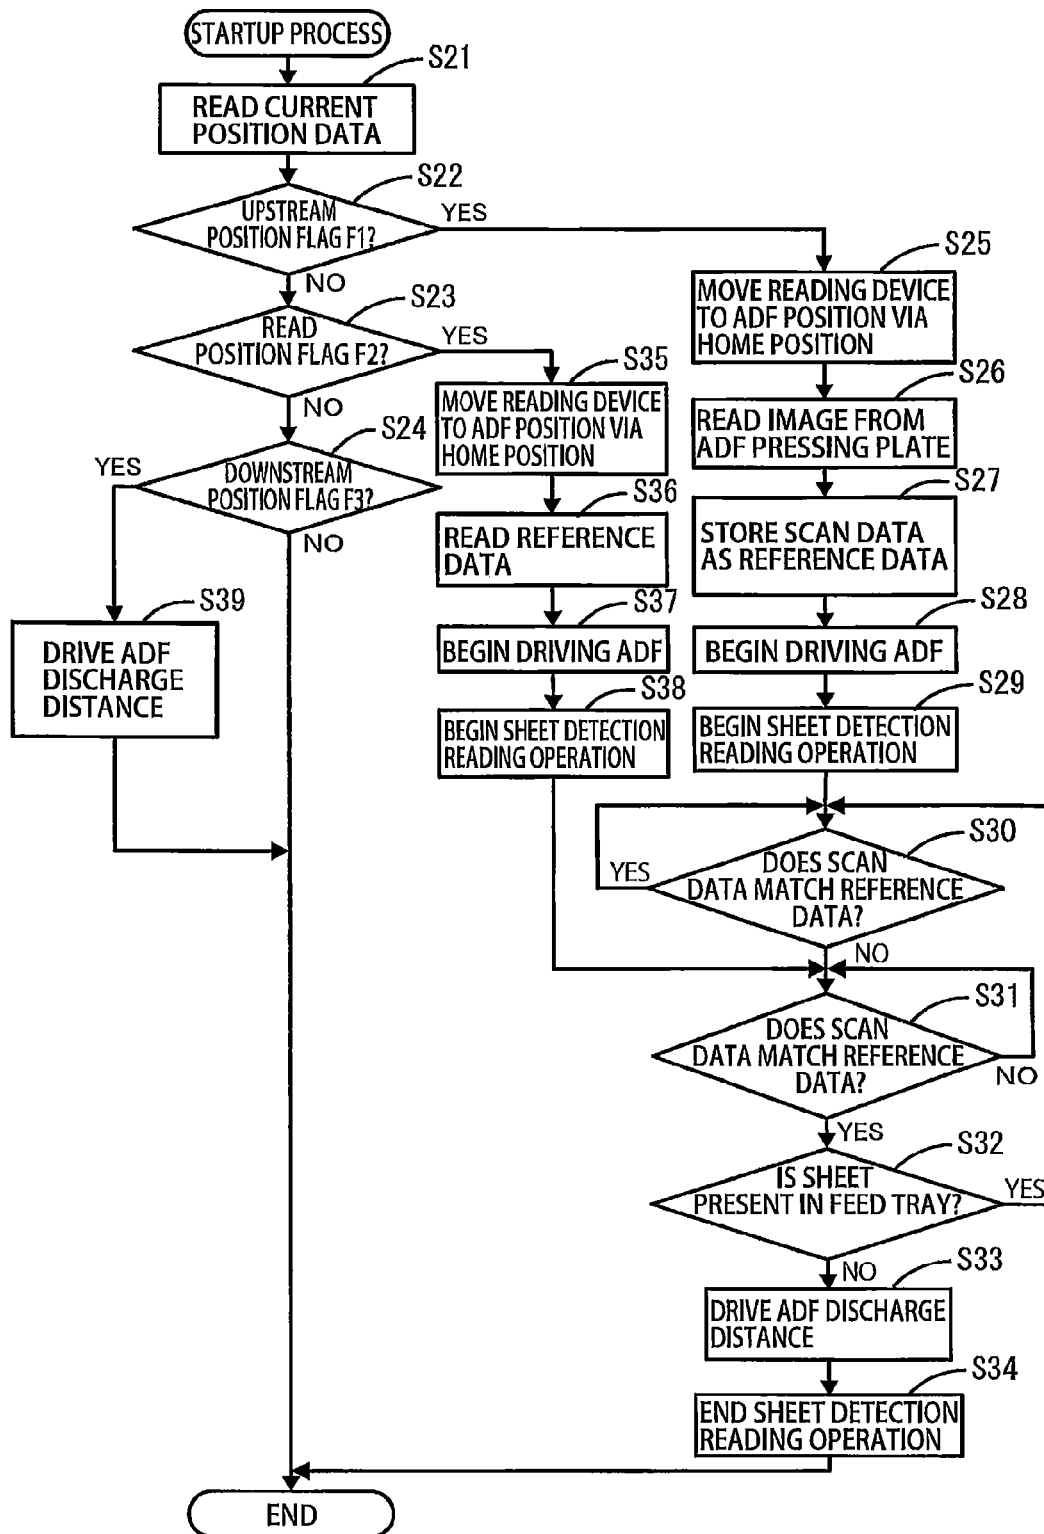 STARTUP PROCESS
S21
READ CURRENT
POSITION DATA
S22
UPSTREAM
POSITION FLAG F1?
YES
NO
S23
READ
POSITION FLAG F2?
YES
NO
S24
DOWNSTREAM
POSITION FLAG F3?
YES
NO
S39
DRIVE ADF
DISCHARGE
DISTANCE
S35
MOVE READING DEVICE
TO ADF POSITION VIA
HOME POSITION
S36
READ REFERENCE
DATA
S37
BEGIN DRIVING ADF
S38
BEGIN SHEET DETECTION
READING OPERATION
S25
MOVE READING DEVICE
TO ADF POSITION VIA
HOME POSITION
S26
READ IMAGE FROM
ADF PRESSING PLATE
S27
STORE SCAN DATA
AS REFERENCE DATA
S28
BEGIN DRIVING ADF
S29
BEGIN SHEET DETECTION
READING OPERATION
S30
DOES SCAN
DATA MATCH REFERENCE
DATA?
YES
NO
S31
DOES SCAN
DATA MATCH REFERENCE
DATA?
NO
YES
S32
IS SHEET
PRESENT IN FEED TRAY?
YES
NO
S33
DRIVE ADF DISCHARGE
DISTANCE
S34
END SHEET DETECTION
READING OPERATION
END